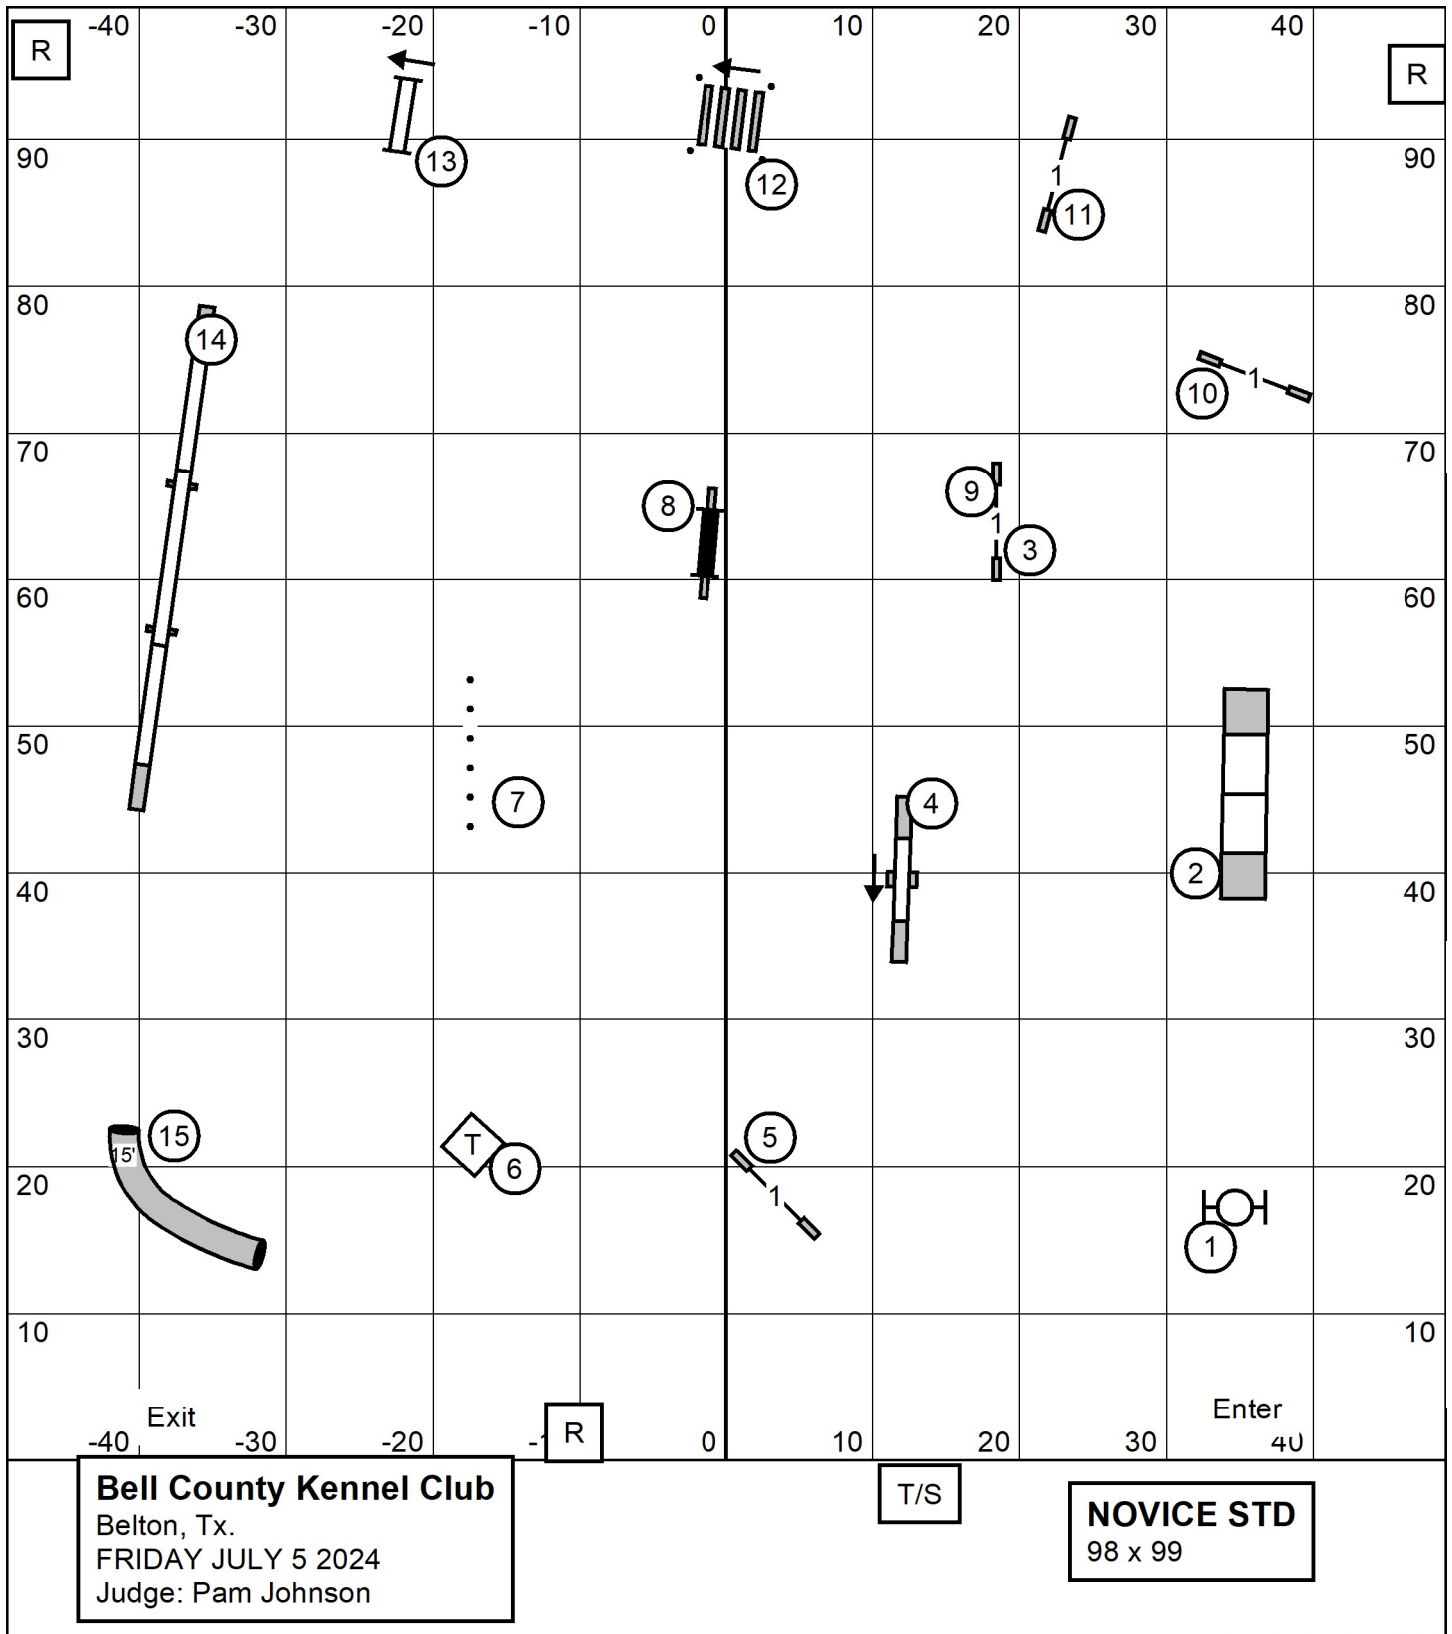 -40 -30 -20 -10 0 10 20 30 40
R
R
13
90 90
12
1
11
80 80
14
1
10
70 70
8
9
1
3
60 60
50 50
7
4
2
40 40
30 30
15
15'
T
6
5
1
20 20
1
10 10
Exit
Enter
-40 -30 -20 -1 R 0 10 20 30 40
Bell County Kennel Club
Belton, Tx.
FRIDAY JULY 5 2024
Judge: Pam Johnson
T/S
NOVICE STD
98 x 99